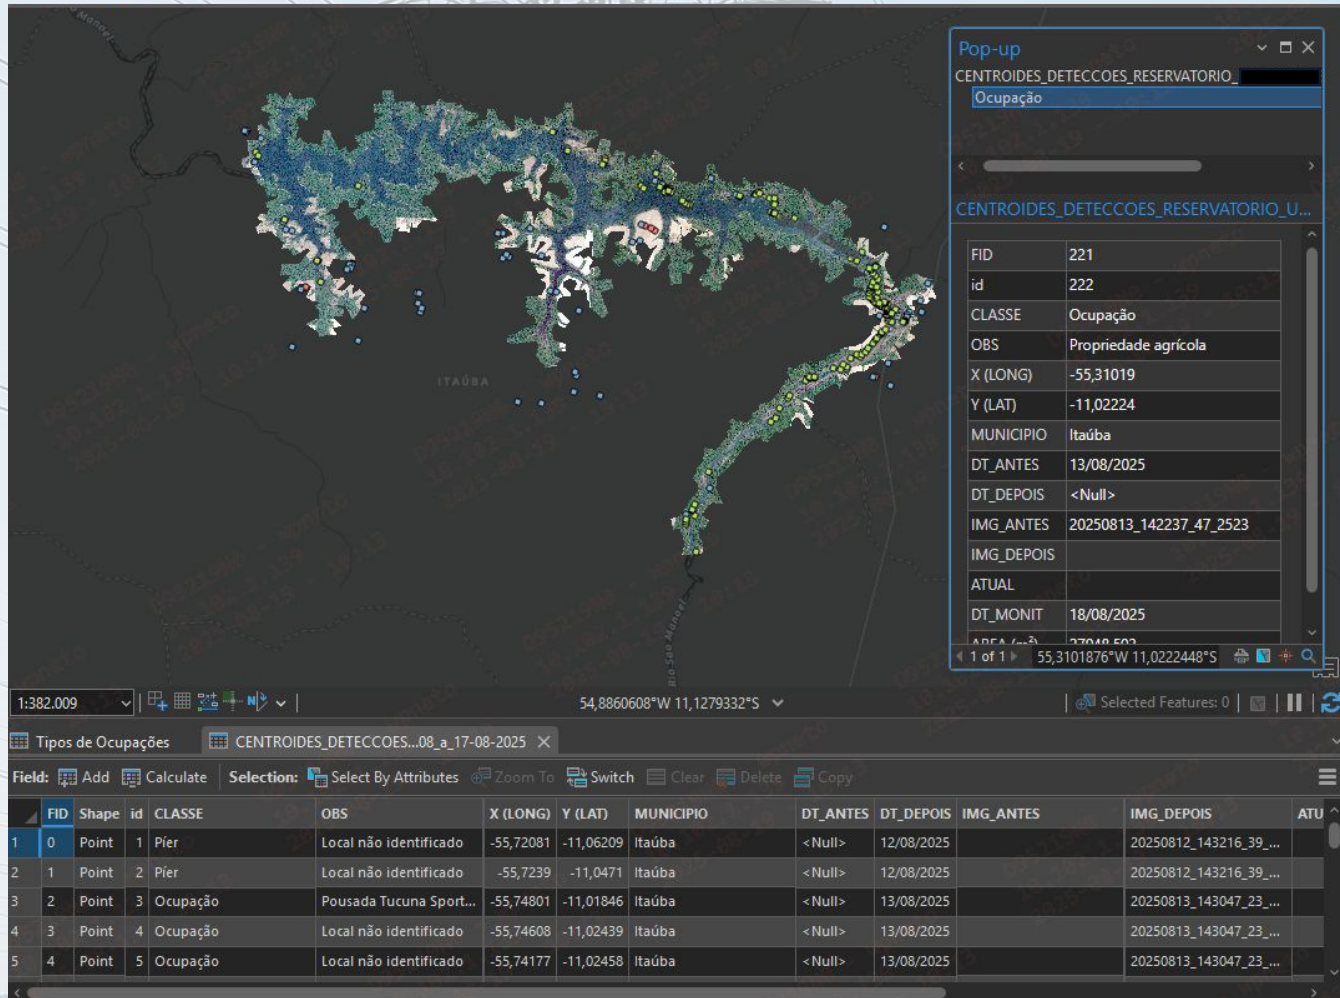 Pop-up
CENTROIDES_DETECCOES_RESERVATORIO_
Ocupação
CENTROIDES_DETECCOES_RESERVATORIO_U...
FID 221
id 222
CLASSE Ocupação
OBS Propriedade agrícola
X (LONG) -55,31019
Y (LAT) -11,02224
MUNICIPIO Itaúba
DT_ANTES 13/08/2025
DT_DEPOIS <Null>
IMG_ANTES 20250813_142237_47_2523
IMG_DEPOIS
ATUAL
DT_MONIT 18/08/2025
AREA (m²) 27948,502
1 of 1 55,3101876°W 11,0222448°S
ITAÚBA
Rio São Manoel
1:382.009
54,8860608°W 11,1279332°S
Selected Features: 0
Tipos de Ocupações CENTROIDES_DETECCOES...08_a_17-08-2025
Field: Add Calculate Selection: Select By Attributes Zoom To Switch Clear Delete Copy
FID Shape id CLASSE OBS X (LONG) Y (LAT) MUNICIPIO DT_ANTES DT_DEPOIS IMG_ANTES IMG_DEPOIS ATU
1 0 Point 1 Píer Local não identificado -55,72081 -11,06209 Itaúba <Null> 12/08/2025 20250812_143216_39_...
2 1 Point 2 Píer Local não identificado -55,7239 -11,0471 Itaúba <Null> 12/08/2025 20250812_143216_39_...
3 2 Point 3 Ocupação Pousada Tucuna Sport... -55,74801 -11,01846 Itaúba <Null> 13/08/2025 20250813_143047_23_...
4 3 Point 4 Ocupação Local não identificado -55,74608 -11,02439 Itaúba <Null> 13/08/2025 20250813_143047_23_...
5 4 Point 5 Ocupação Local não identificado -55,74177 -11,02458 Itaúba <Null> 13/08/2025 20250813_143047_23_...